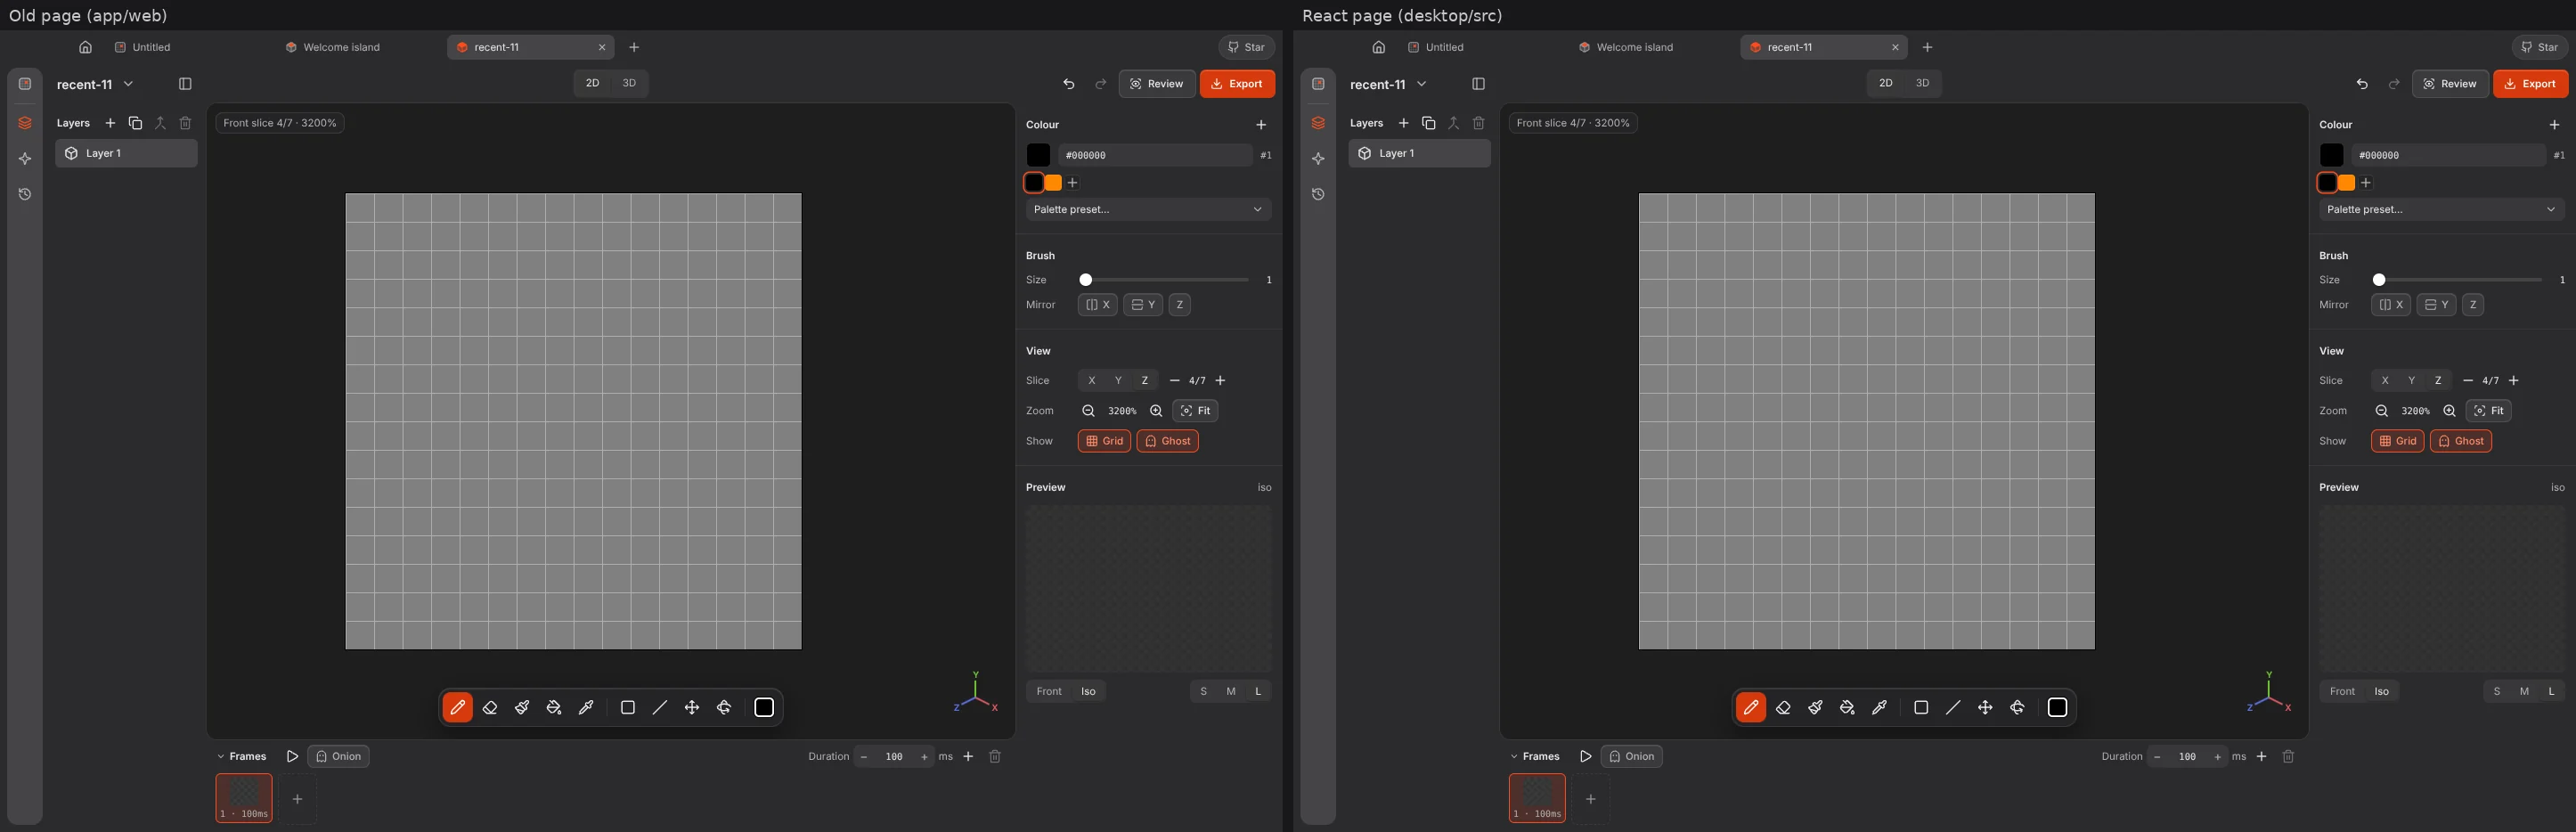 Old page (app/web)
Untitled
Welcome island
recent-11
Star
recent-11
2D 3D
Review
Export
Layers
Layer 1
Front slice 4/7 · 3200%
Colour
#000000 #1
Palette preset...
Brush
Size 1
Mirror X Y Z
View
Slice X Y Z 4/7
Zoom 3200% Fit
Show Grid Ghost
Preview iso
Front Iso S M L
Y
Z X
Frames Onion Duration − 100 + ms
1 · 100ms
React page (desktop/src)
Untitled
Welcome island
recent-11
Star
recent-11
2D 3D
Review
Export
Layers
Layer 1
Front slice 4/7 · 3200%
Colour
#000000 #1
Palette preset...
Brush
Size 1
Mirror X Y Z
View
Slice X Y Z 4/7
Zoom 3200% Fit
Show Grid Ghost
Preview iso
Front Iso S M L
Y
Z X
Frames Onion Duration − 100 + ms
1 · 100ms